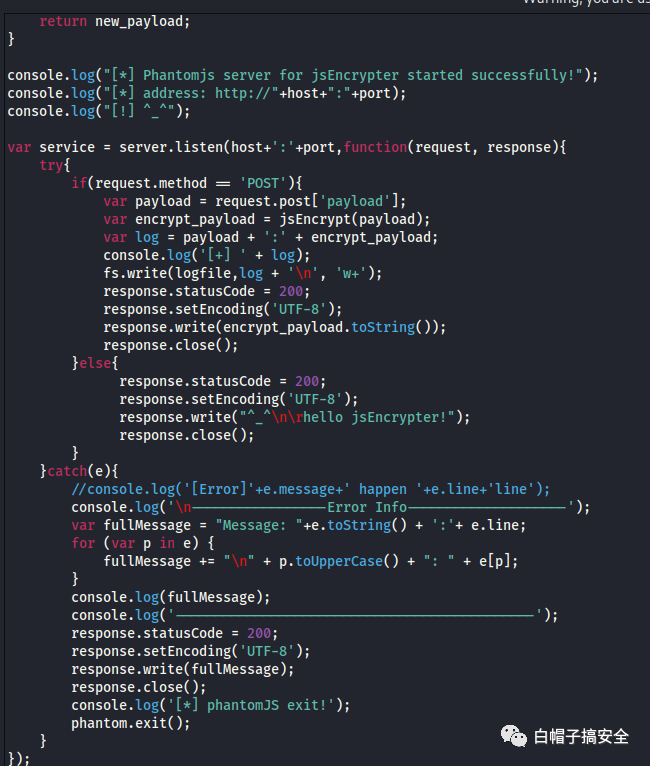 Warning, you are us
    return new_payload;
}

console.log("[*] Phantomjs server for jsEncrypter started successfully!");
console.log("[*] address: http://"+host+":"+port);
console.log("[!] ^_^");

var service = server.listen(host+':'+port,function(request, response){
    try{
        if(request.method == 'POST'){
            var payload = request.post['payload'];
            var encrypt_payload = jsEncrypt(payload);
            var log = payload + ':' + encrypt_payload;
            console.log('[+] ' + log);
            fs.write(logfile,log + '\n', 'w+');
            response.statusCode = 200;
            response.setEncoding('UTF-8');
            response.write(encrypt_payload.toString());
            response.close();
        }else{
              response.statusCode = 200;
              response.setEncoding('UTF-8');
              response.write("^_^\n\rhello jsEncrypter!");
              response.close();
        }
    }catch(e){
        //console.log('[Error]'+e.message+' happen '+e.line+'line');
        console.log('\n-----------------Error Info--------------------');
        var fullMessage = "Message: "+e.toString() + ':'+ e.line;
        for (var p in e) {
            fullMessage += "\n" + p.toUpperCase() + ": " + e[p];
        }
        console.log(fullMessage);
        console.log('---------------------------------------------');
        response.statusCode = 200;
        response.setEncoding('UTF-8');
        response.write(fullMessage);
        response.close();
        console.log('[*] phantomJS exit!');
        phantom.exit();
    }
});
白帽子搞安全